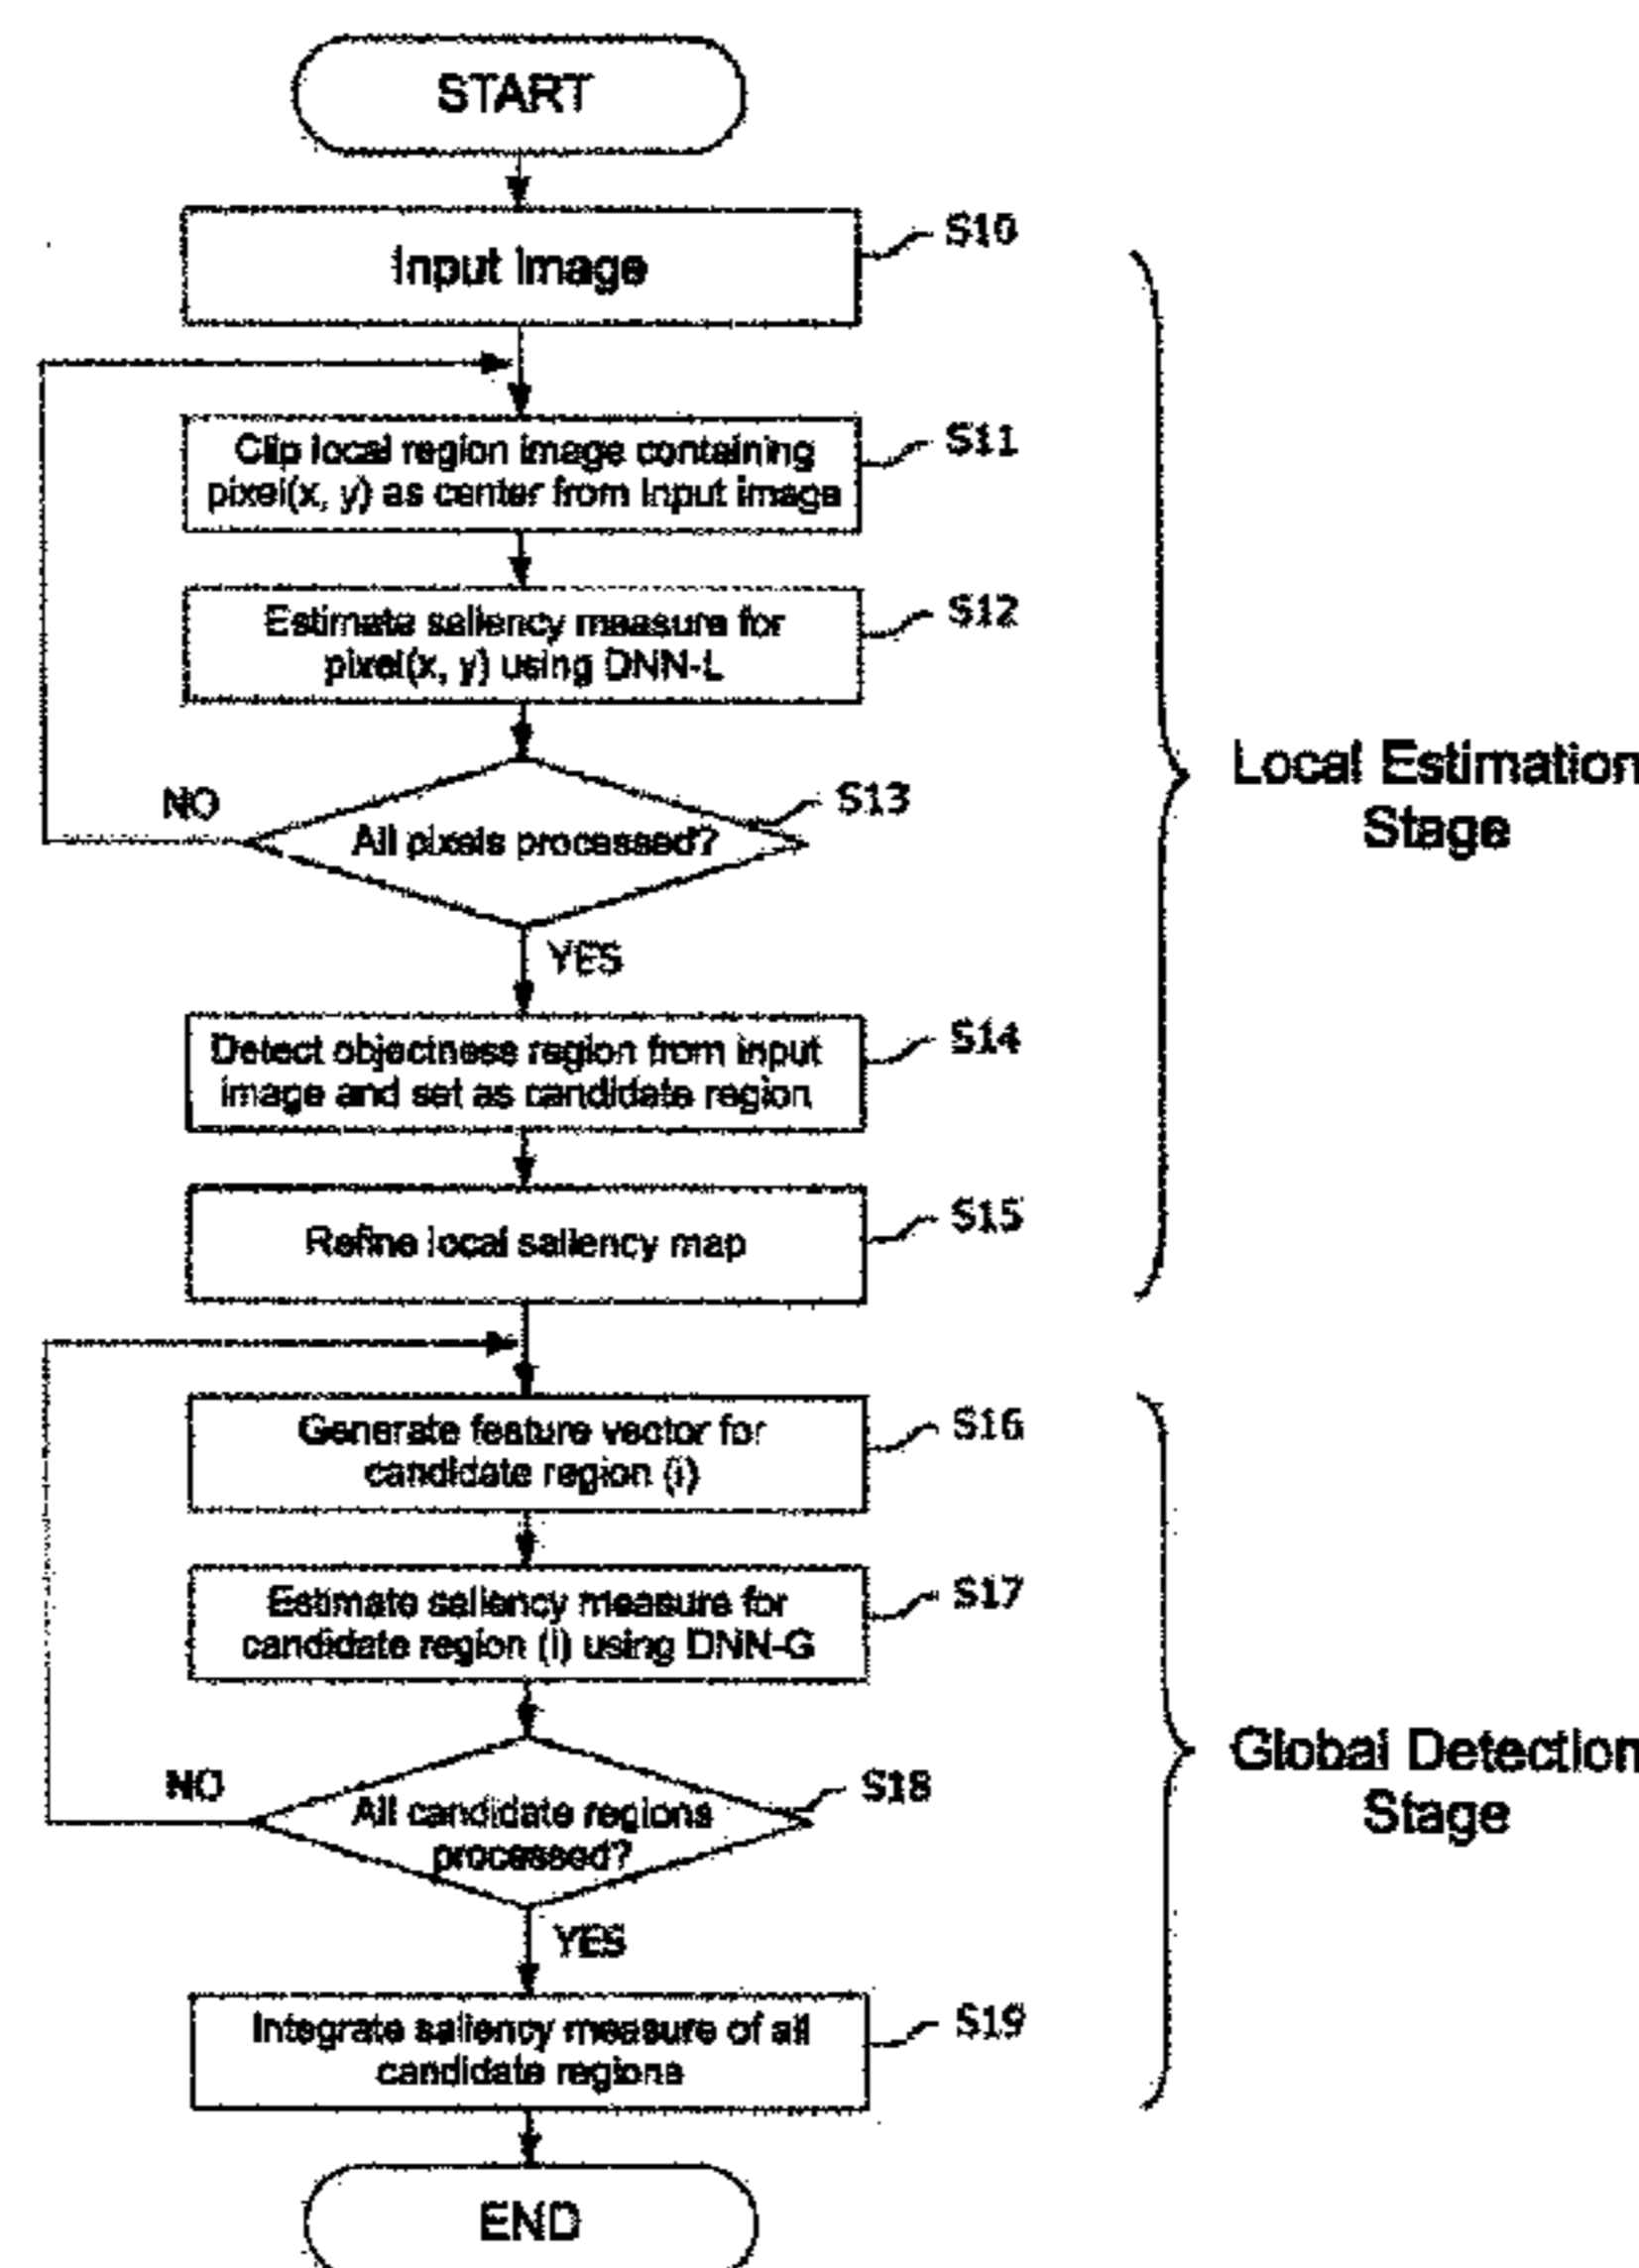 START
Input Image
S10
Clip local region image containing
pixel(x, y) as center from Input image
S11
Estimate saliency measure for
pixel(x, y) using DNN-L
S12
All pixels processed?
S13
NO
YES
Local Estimation
Stage
Detect objectness region from input
image and set as candidate region
S14
Refine local saliency map
S15
Generate feature vector for
candidate region (i)
S16
Estimate saliency measure for
candidate region (i) using DNN-G
S17
All candidate regions
processed?
S18
NO
YES
Global Detection
Stage
Integrate saliency measure of all
candidate regions
S19
END